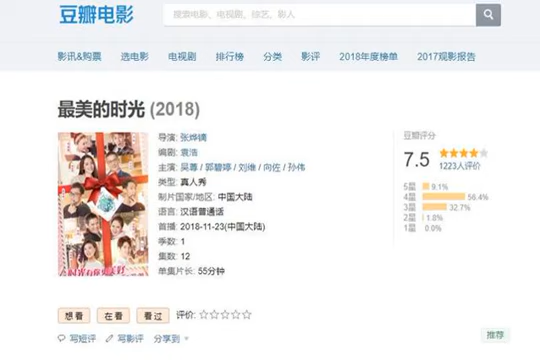 豆瓣电影
搜索电影、电视剧、综艺、影人
影讯&购票 选电影 电视剧 排行榜 分类 影评 2018年度榜单 2017观影报告
最美的时光 (2018)
导演: 张烨镝
编剧: 袁浩
主演: 吴尊 / 郭碧婷 / 刘维 / 向佐 / 孙伟
类型: 真人秀
制片国家/地区: 中国大陆
语言: 汉语普通话
首播: 2018-11-23(中国大陆)
季数: 1
集数: 12
单集片长: 55分钟
豆瓣评分
7.5
1223人评价
5星 9.1%
4星 56.4%
3星 32.7%
2星 1.8%
1星 0.0%
想看 在看 看过 评价:
写短评 写影评 分享到
推荐